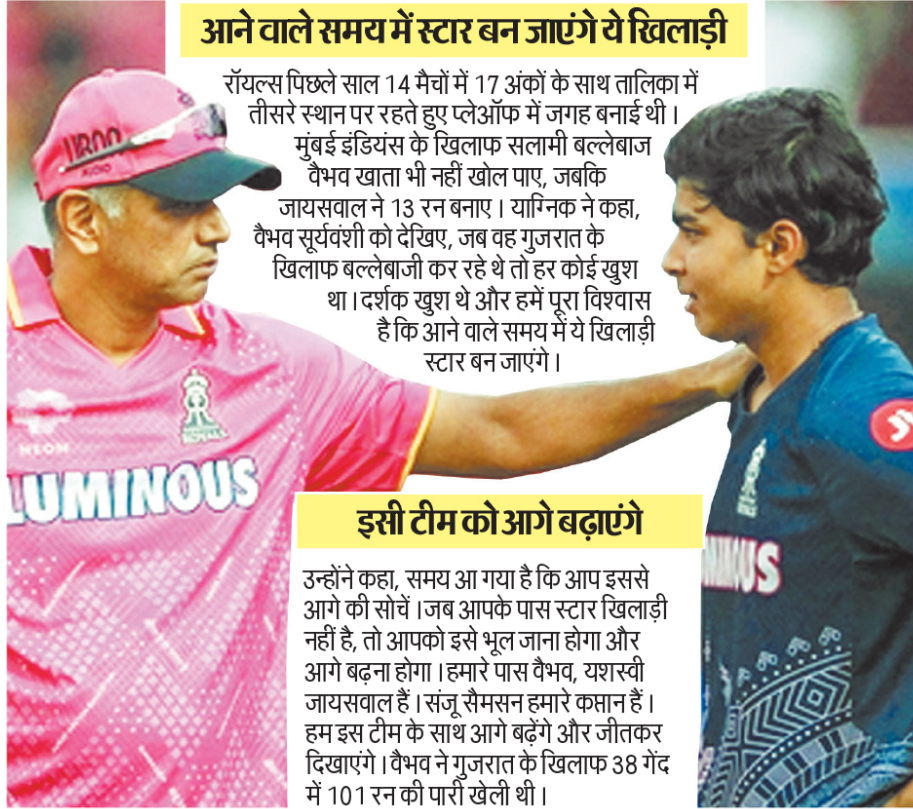 आने वाले समय में स्टार बन जाएंगे ये खिलाड़ी
रॉयल्स पिछले साल 14 मैचों में 17 अंकों के साथ तालिका में
तीसरे स्थान पर रहते हुए प्लेऑफ में जगह बनाई थी।
मुंबई इंडियंस के खिलाफ सलामी बल्लेबाज
वैभव खाता भी नहीं खोल पाए, जबकि
जायसवाल ने 13 रन बनाए। याग्निक ने कहा,
वैभव सूर्यवंशी को देखिए, जब वह गुजरात के
खिलाफ बल्लेबाजी कर रहे थे तो हर कोई खुश
था। दर्शक खुश थे और हमें पूरा विश्वास
है कि आने वाले समय में ये खिलाड़ी
स्टार बन जाएंगे।
AUDIO
NEON
LUMINOUS
इसी टीम को आगे बढ़ाएंगे
उन्होंने कहा, समय आ गया है कि आप इससे
आगे की सोचें। जब आपके पास स्टार खिलाड़ी
नहीं है, तो आपको इसे भूल जाना होगा और
आगे बढ़ना होगा। हमारे पास वैभव, यशस्वी
जायसवाल हैं। संजू सैमसन हमारे कप्तान हैं।
हम इस टीम के साथ आगे बढ़ेंगे और जीतकर
दिखाएंगे। वैभव ने गुजरात के खिलाफ 38 गेंद
में 101 रन की पारी खेली थी।